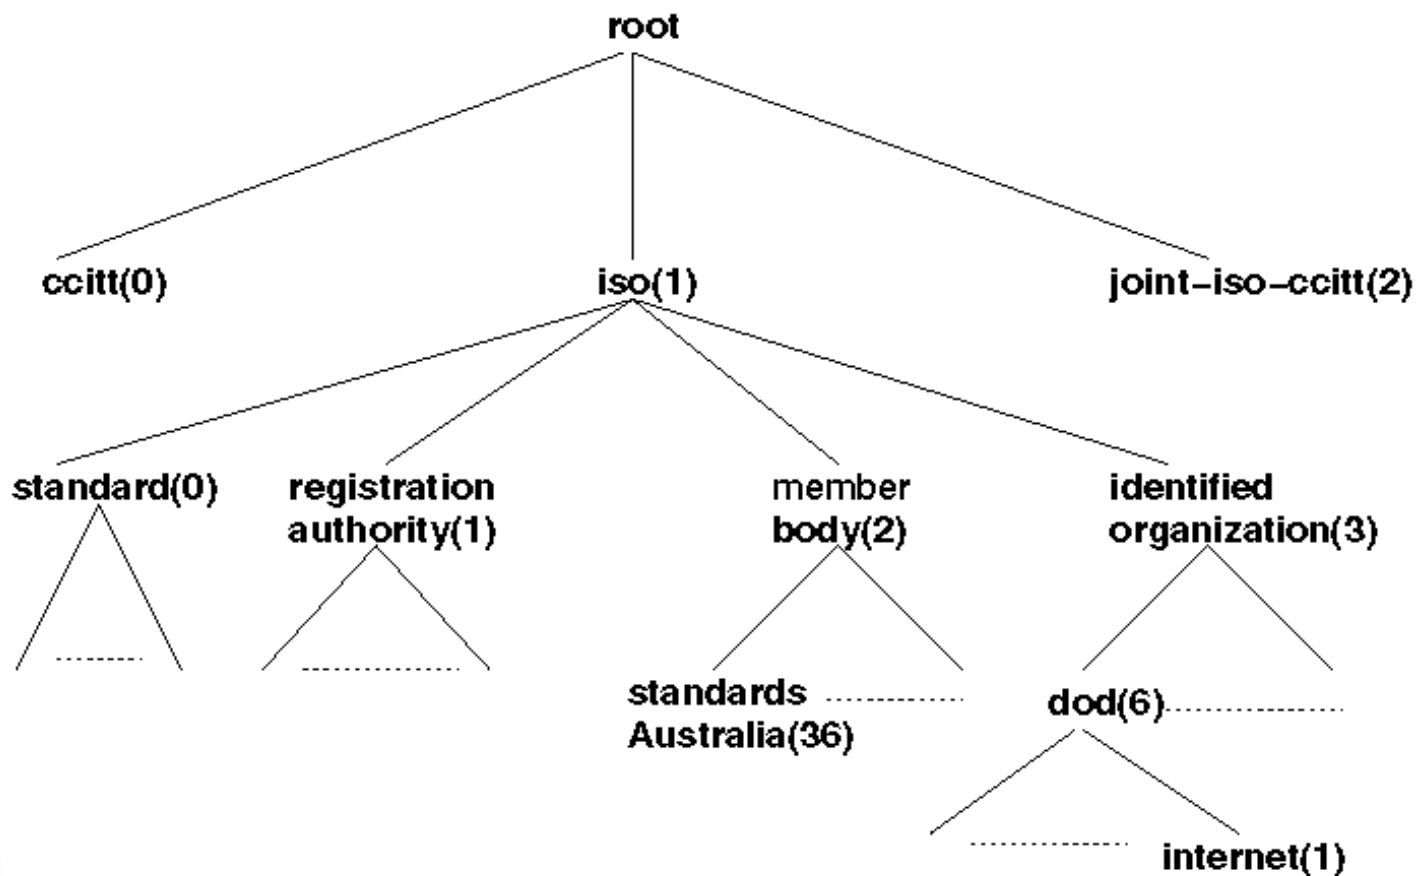 root
ccitt(0)
iso(1)
joint–iso–ccitt(2)
standard(0)
registration
authority(1)
member
body(2)
identified
organization(3)
standards
Australia(36)
dod(6)
internet(1)